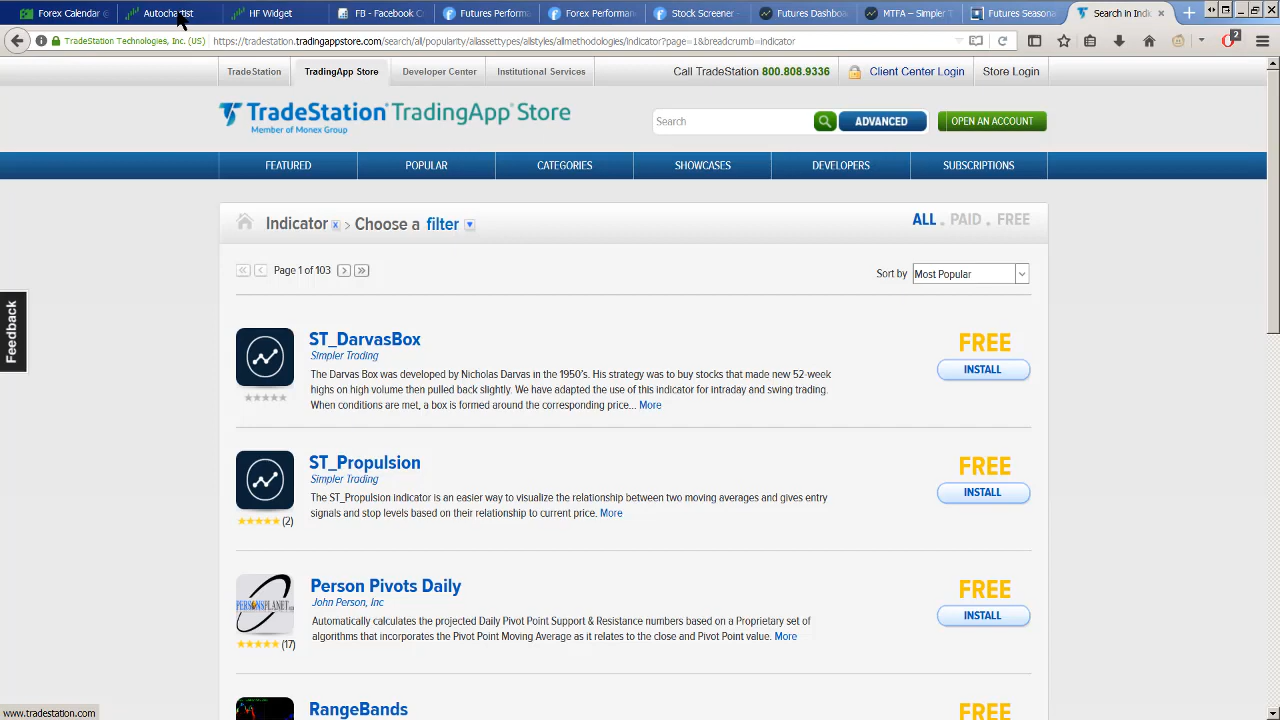 Forex Calendar @
Autochartist
HF Widget
FB - Facebook C
Futures Perform
Forex Performa
Stock Screener -
Futures Dashboa
MTFA – Simpler T
Futures Seasona
Search in Indi
TradeStation Technologies, Inc. (US)
https://tradestation.tradingappstore.com/search/all/popularity/allassettypes/allstyles/allmethodologies/Indicator?page=1&breadcrumb=indicator
2
TradeStation
TradingApp Store
Developer Center
Institutional Services
Call TradeStation 800.808.9336
Client Center Login
Store Login
TradeStation TradingApp Store
Member of Monex Group
Search
ADVANCED
OPEN AN ACCOUNT
FEATURED
POPULAR
CATEGORIES
SHOWCASES
DEVELOPERS
SUBSCRIPTIONS
Indicator x > Choose a filter
ALL . PAID . FREE
Page 1 of 103
Sort by Most Popular
Feedback
ST_DarvasBox
Simpler Trading
The Darvas Box was developed by Nicholas Darvas in the 1950's. His strategy was to buy stocks that made new 52-week
highs on high volume then pulled back slightly. We have adapted the use of this indicator for intraday and swing trading.
When conditions are met, a box is formed around the corresponding price... More
FREE
INSTALL
ST_Propulsion
Simpler Trading
The ST_Propulsion indicator is an easier way to visualize the relationship between two moving averages and gives entry
signals and stop levels based on their relationship to current price. More
(2)
FREE
INSTALL
PERSONSPLANET
Person Pivots Daily
John Person, Inc
Automatically calculates the projected Daily Pivot Point Support & Resistance numbers based on a Proprietary set of
algorithms that incorporates the Pivot Point Moving Average as it relates to the close and Pivot Point value. More
(17)
FREE
INSTALL
RangeBands
FREE
www.tradestation.com